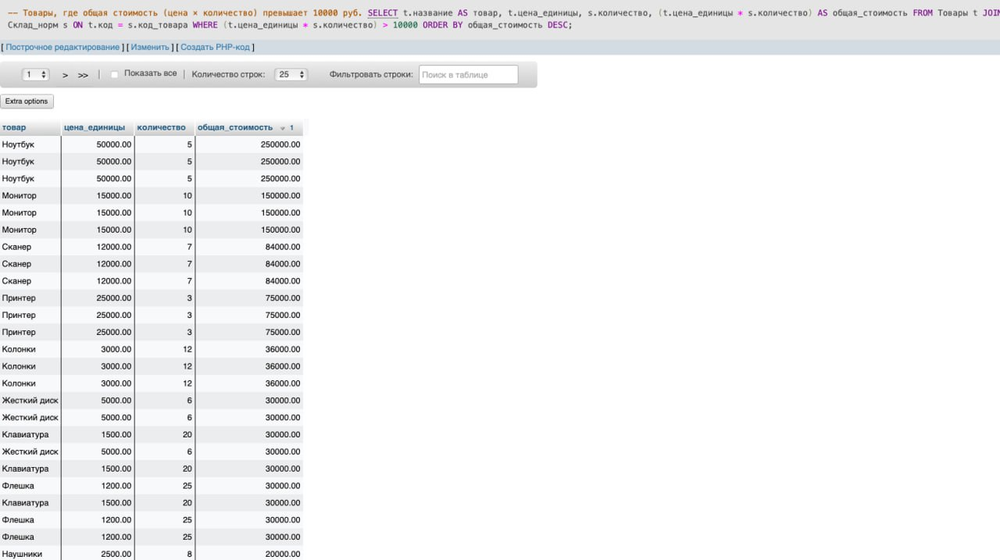 -- Товары, где общая стоимость (цена × количество) превышает 10000 руб. SELECT t.название AS товар, t.цена_единицы, s.количество, (t.цена_единицы * s.количество) AS общая_стоимость FROM Товары t JOIN
Склад_норм s ON t.код = s.код_товара WHERE (t.цена_единицы * s.количество) > 10000 ORDER BY общая_стоимость DESC;
[ Построчное редактирование ] [ Изменить ] [ Создать PHP-код ]
1 > >> | Показать все | Количество строк: 25 Фильтровать строки: Поиск в таблице
Extra options
товар цена_единицы количество общая_стоимость 1
Ноутбук 50000.00 5 250000.00
Ноутбук 50000.00 5 250000.00
Ноутбук 50000.00 5 250000.00
Монитор 15000.00 10 150000.00
Монитор 15000.00 10 150000.00
Монитор 15000.00 10 150000.00
Сканер 12000.00 7 84000.00
Сканер 12000.00 7 84000.00
Сканер 12000.00 7 84000.00
Принтер 25000.00 3 75000.00
Принтер 25000.00 3 75000.00
Принтер 25000.00 3 75000.00
Колонки 3000.00 12 36000.00
Колонки 3000.00 12 36000.00
Колонки 3000.00 12 36000.00
Жесткий диск 5000.00 6 30000.00
Жесткий диск 5000.00 6 30000.00
Клавиатура 1500.00 20 30000.00
Жесткий диск 5000.00 6 30000.00
Клавиатура 1500.00 20 30000.00
Флешка 1200.00 25 30000.00
Клавиатура 1500.00 20 30000.00
Флешка 1200.00 25 30000.00
Флешка 1200.00 25 30000.00
Наушники 2500.00 8 20000.00